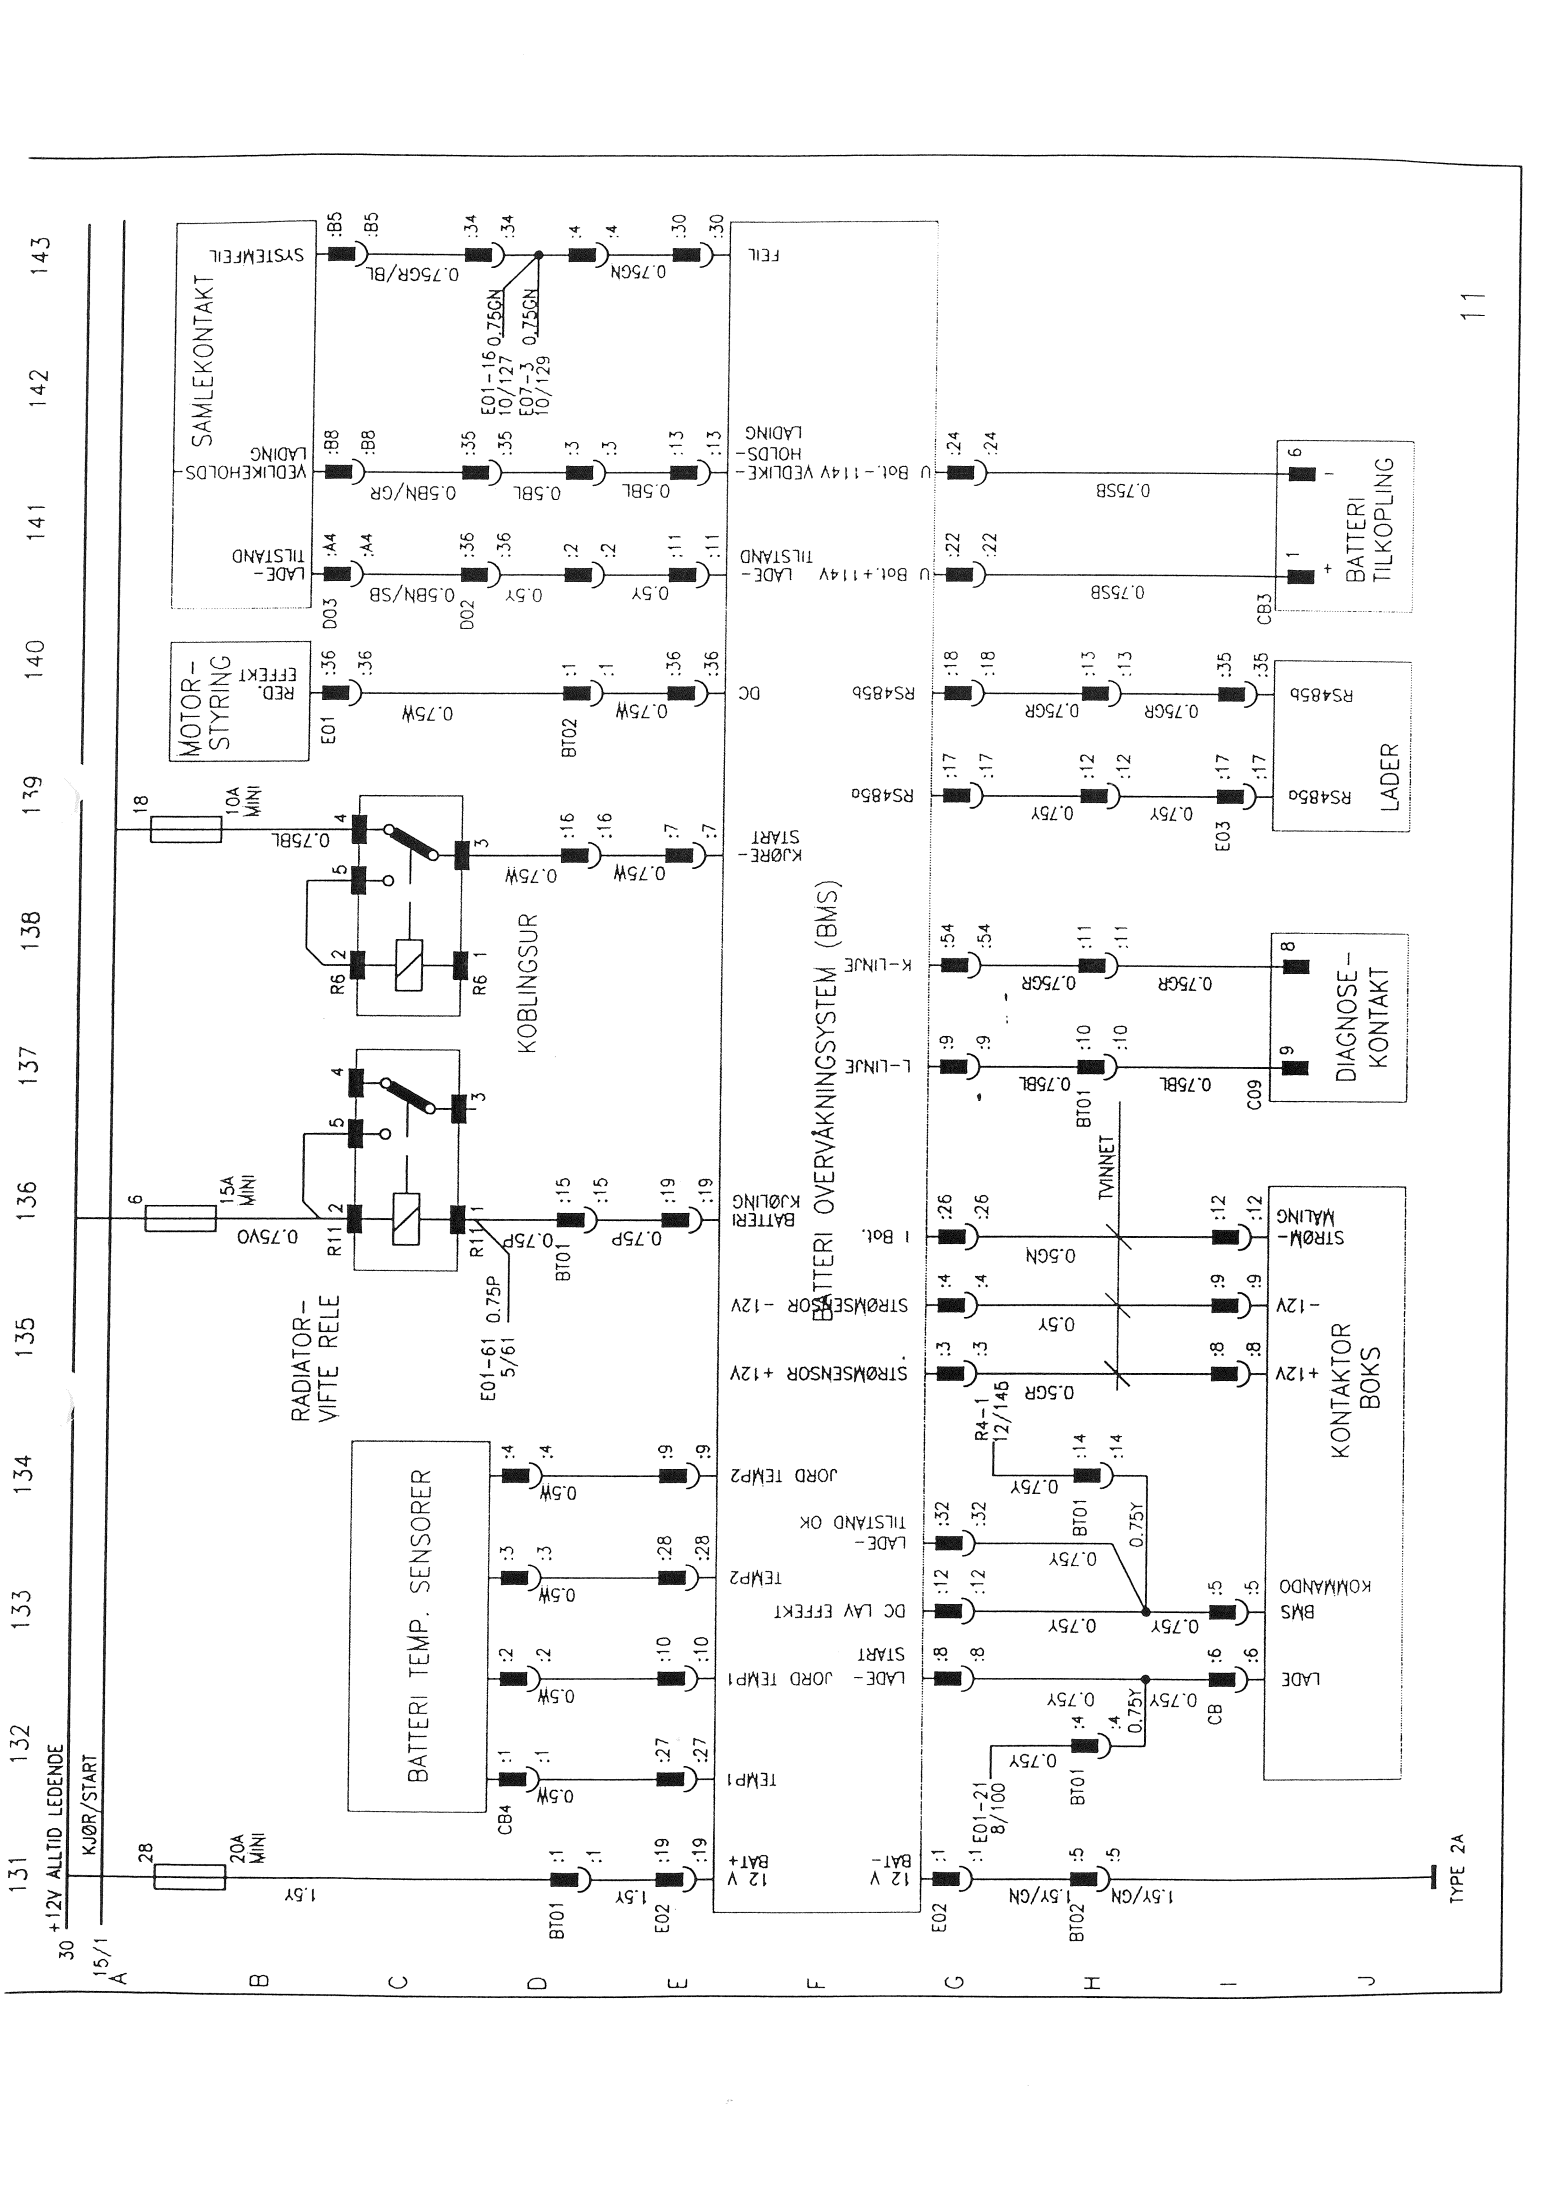 131
132
133
134
135
136
137
138
139
140
141
142
143
30
+12V ALLTID LEDENDE
15/1
KJØR/START
A
B
C
D
E
F
G
H
I
J
28
20A
MINI
1.5Y
BT01
:1
:1
1.5Y
E02
:19
:19
12 V
BAT+
BATTERI TEMP. SENSORER
CB4
:1
:1
0.5W
:27
:27
TEMP1
:2
:2
0.5W
:10
:10
JORD TEMP1
:3
:3
0.5W
:28
:28
TEMP2
:4
:4
0.5W
:9
:9
JORD TEMP2
RADIATOR-
VIFTE RELE
6
15A
MINI
0.75VO
R11
2
5
4
R11
1
3
E01-61
5/61
0.75P
0.75P
BT01
:15
:15
0.75P
:19
:19
BATTERI
KJØLING
KOBLINGSUR
18
10A
MINI
0.75BL
R6
2
5
4
R6
1
3
0.75W
:16
:16
0.75W
:7
:7
KJØRE-
START
MOTOR-
STYRING
RED.
EFFEKT
E01
:36
:36
0.75W
BT02
:1
:1
0.75W
:36
:36
DC
SAMLEKONTAKT
LADE-
TILSTAND
D03
:A4
:A4
0.5BN/SB
D02
:36
:36
0.5Y
:2
:2
0.5Y
:11
:11
LADE-
TILSTAND
VEDLIKEHOLDS-
LADING
:B8
:B8
0.5BN/GR
:35
:35
0.5BL
:3
:3
0.5BL
:13
:13
VEDLIKE-
HOLDS-
LADING
SYSTEMFEIL
:B5
:B5
0.75GR/BL
:34
:34
E01-16
10/127
0.75GN
E07-3
10/129
0.75GN
:4
:4
0.75GN
:30
:30
FEIL
BATTERI OVERVÅKNINGSYSTEM (BMS)
12 V
BAT-
E02
:1
:1
1.5Y/GN
BT02
:5
:5
1.5Y/GN
TYPE 2A
LADE-
START
:8
:8
0.75Y
E01-21
8/100
0.75Y
BT01
:4
:4
0.75Y
0.75Y
CB
:6
:6
LADE
DC LAV EFFEKT
:12
:12
0.75Y
0.75Y
:5
:5
BMS
KOMMANDO
LADE-
TILSTAND OK
:32
:32
0.75Y
R4-1
12/145
0.75Y
BT01
:14
:14
0.75Y
STRØMSENSOR +12V
:3
:3
0.5GR
:8
:8
+12V
STRØMSENSOR -12V
:4
:4
0.5Y
:9
:9
-12V
I Bat.
:26
:26
0.5GN
:12
:12
STRØM-
MÅLING
TVINNET
KONTAKTOR
BOKS
L-LINJE
:9
:9
0.75BL
BT01
:10
:10
0.75BL
C09
9
K-LINJE
:54
:54
0.75GR
:11
:11
0.75GR
8
DIAGNOSE-
KONTAKT
RS485a
:17
:17
0.75Y
:12
:12
0.75Y
E03
:17
:17
RS485a
RS485b
:18
:18
0.75GR
:13
:13
0.75GR
:35
:35
RS485b
LADER
U Bat.+114V
:22
:22
0.75SB
CB3
1
+
U Bat.-114V
:24
:24
0.75SB
6
-
BATTERI
TILKOPLING
11